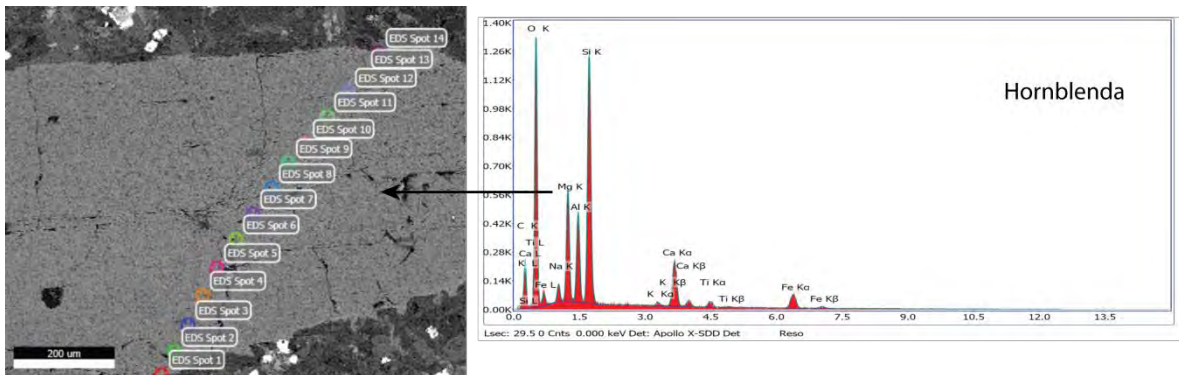 EDS Spot 14
EDS Spot 13
EDS Spot 12
EDS Spot 11
EDS Spot 10
EDS Spot 9
EDS Spot 8
EDS Spot 7
EDS Spot 6
EDS Spot 5
EDS Spot 4
EDS Spot 3
EDS Spot 2
EDS Spot 1
200 um
1.40K
1.26K
1.12K
0.98K
0.84K
0.70K
0.56K
0.42K
0.28K
0.14K
0.00K
O K
Si K
Hornblenda
Mg K
Al K
C K
Ti L
Ca L
K L
Na K
Fe L
Si L
Ca Kα
Ca Kβ
K Kβ
K Kα
Ti Kα
Ti Kβ
Fe Kα
Fe Kβ
0.0 1.5 3.0 4.5 6.0 7.5 9.0 10.5 12.0 13.5
Lsec: 29.5 0 Cnts 0.000 keV Det: Apollo X-SDD Det Reso